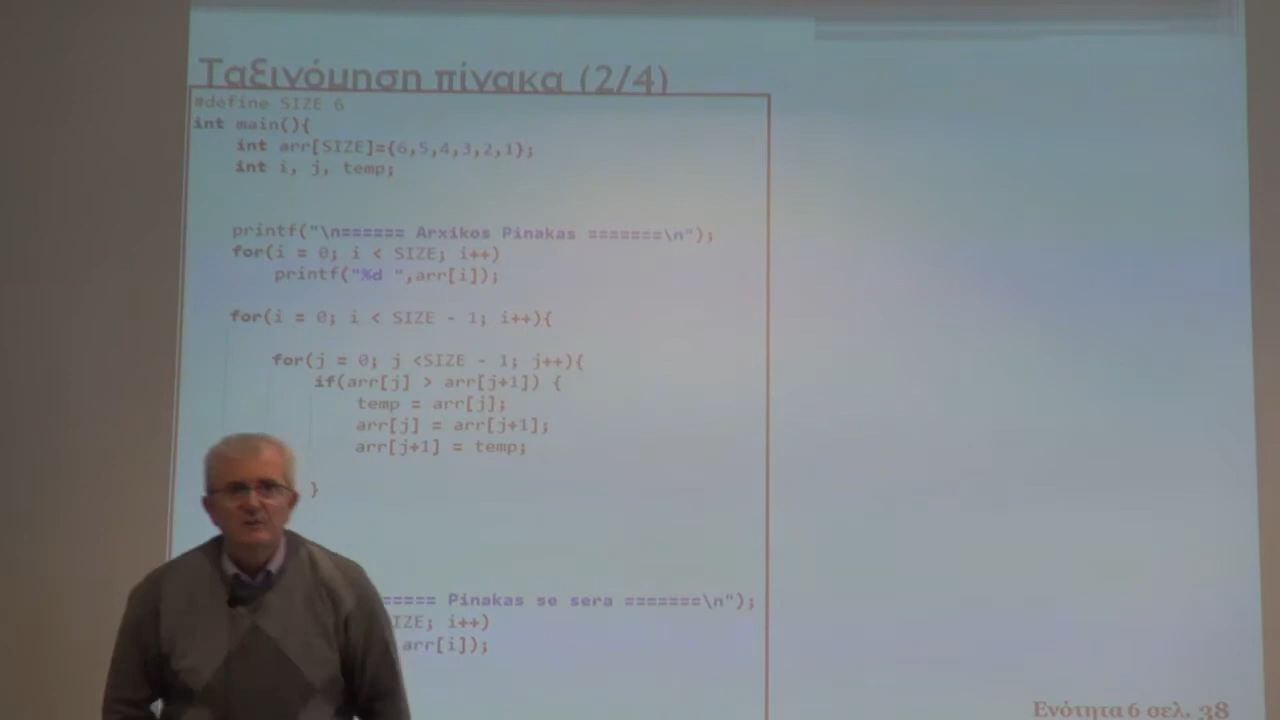 Ταξινόμηση πίνακα (2/4)
#define SIZE 6
int main(){
int arr[SIZE]={6,5,4,3,2,1};
int i, j, temp;
printf("\n====== Arxikos Pinakas =======\n");
for(i = 0; i < SIZE; i++)
printf("%d ",arr[i]);
for(i = 0; i < SIZE - 1; i++){
for(j = 0; j <SIZE - 1; j++){
if(arr[j] > arr[j+1]) {
temp = arr[j];
arr[j] = arr[j+1];
arr[j+1] = temp;
}
===== Pinakas se sera =======\n");
IZE; i++)
arr[i]);
Ενότητα 6 σελ. 38